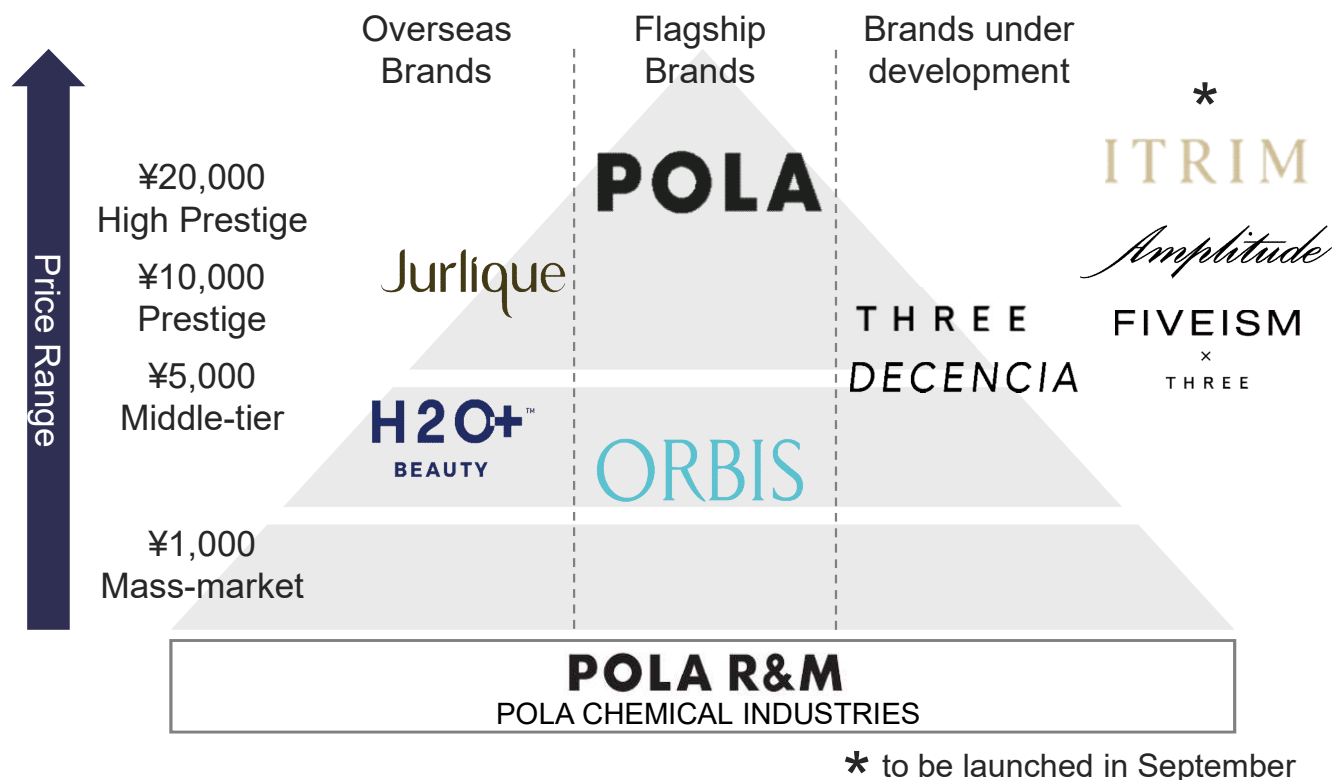 Overseas
Brands
Flagship
Brands
Brands under
development
*
Price Range
¥20,000
High Prestige
¥10,000
Prestige
¥5,000
Middle-tier
¥1,000
Mass-market
Jurlique
H2O+™
BEAUTY
POLA
ORBIS
THREE
DECENCIA
ITRIM
Amplitude
FIVEISM
×
THREE
POLA R&M
POLA CHEMICAL INDUSTRIES
* to be launched in September